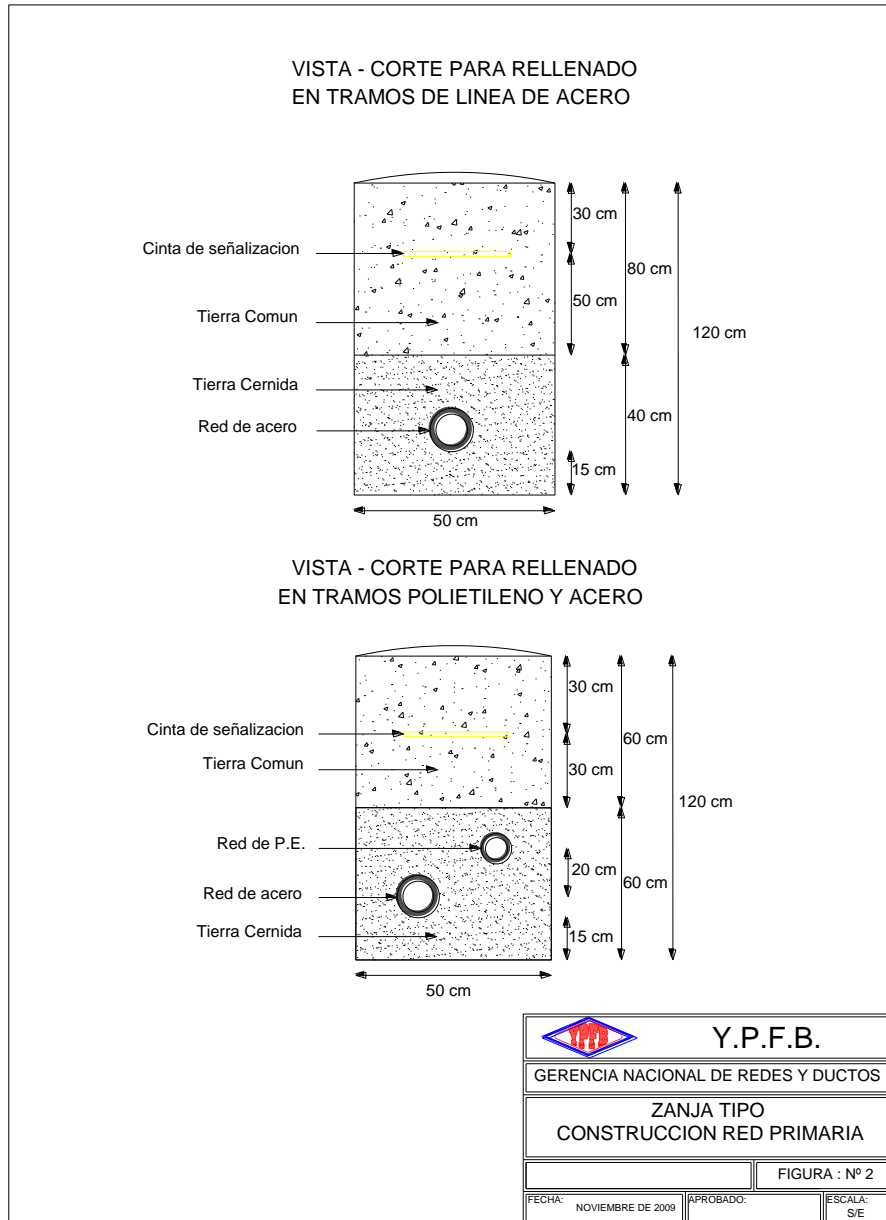 VISTA - CORTE PARA RELLENADO
EN TRAMOS DE LINEA DE ACERO
30 cm
Cinta de señalizacion
80 cm
50 cm
Tierra Comun
120 cm
Tierra Cernida
40 cm
Red de acero
15 cm
50 cm
VISTA - CORTE PARA RELLENADO
EN TRAMOS POLIETILENO Y ACERO
30 cm
Cinta de señalizacion
60 cm
Tierra Comun
30 cm
120 cm
Red de P.E.
20 cm
60 cm
Red de acero
Tierra Cernida
15 cm
50 cm
YPFB
Y.P.F.B.
GERENCIA NACIONAL DE REDES Y DUCTOS
ZANJA TIPO
CONSTRUCCION RED PRIMARIA
FIGURA : Nº 2
FECHA: NOVIEMBRE DE 2009
APROBADO:
ESCALA:
S/E